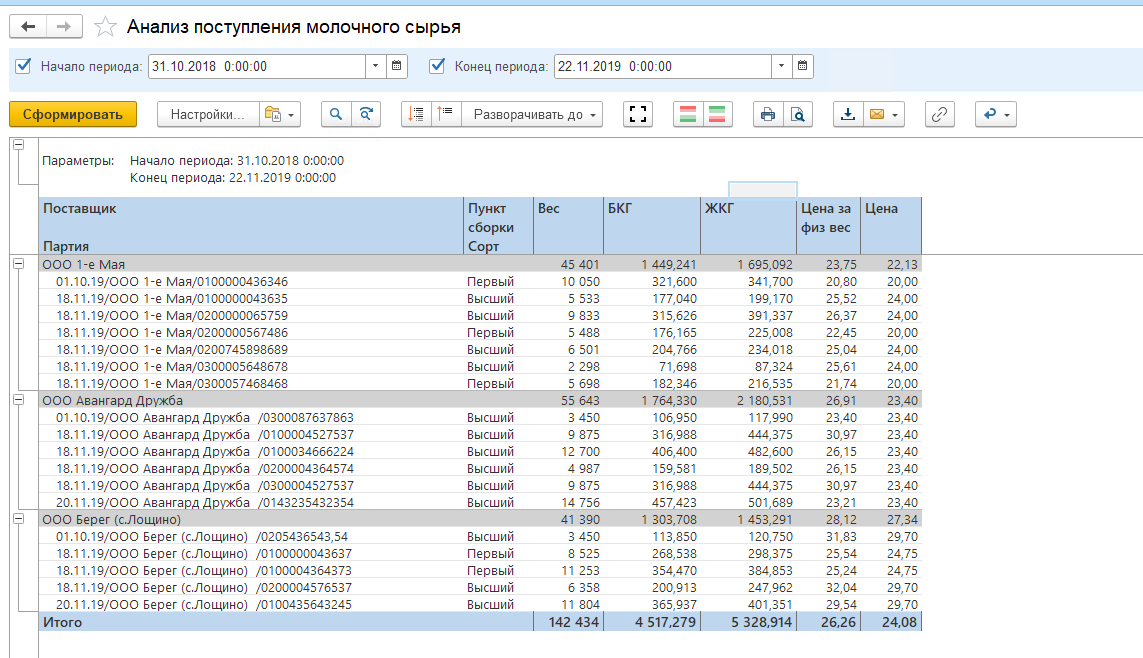 Анализ поступления молочного сырья
Начало периода: 31.10.2018 0:00:00 Конец периода: 22.11.2019 0:00:00
Сформировать Настройки... Разворачивать до
Параметры: Начало периода: 31.10.2018 0:00:00
Конец периода: 22.11.2019 0:00:00
Поставщик Пункт Вес БКГ ЖКГ Цена за Цена
сборки физ вес
Партия Сорт
ООО 1-е Мая 45 401 1 449,241 1 695,092 23,75 22,13
01.10.19/ООО 1-е Мая/0100000436346 Первый 10 050 321,600 341,700 20,80 20,00
18.11.19/ООО 1-е Мая/0100000043635 Высший 5 533 177,040 199,170 25,52 24,00
18.11.19/ООО 1-е Мая/0200000065759 Высший 9 833 315,626 391,337 26,37 24,00
18.11.19/ООО 1-е Мая/0200000567486 Первый 5 488 176,165 225,008 22,45 20,00
18.11.19/ООО 1-е Мая/0200745898689 Высший 6 501 204,766 234,018 25,04 24,00
18.11.19/ООО 1-е Мая/0300005648678 Высший 2 298 71,698 87,324 25,61 24,00
18.11.19/ООО 1-е Мая/0300057468468 Первый 5 698 182,346 216,535 21,74 20,00
ООО Авангард Дружба 55 643 1 764,330 2 180,531 26,91 23,40
01.10.19/ООО Авангард Дружба /0300087637863 Высший 3 450 106,950 117,990 23,40 23,40
18.11.19/ООО Авангард Дружба /0100004527537 Высший 9 875 316,988 444,375 30,97 23,40
18.11.19/ООО Авангард Дружба /0100034666224 Высший 12 700 406,400 482,600 26,15 23,40
18.11.19/ООО Авангард Дружба /0200004364574 Высший 4 987 159,581 189,502 26,15 23,40
18.11.19/ООО Авангард Дружба /0300004527537 Высший 9 875 316,988 444,375 30,97 23,40
20.11.19/ООО Авангард Дружба /0143235432354 Высший 14 756 457,423 501,689 23,21 23,40
ООО Берег (с.Лощино) 41 390 1 303,708 1 453,291 28,12 27,34
01.10.19/ООО Берег (с.Лощино) /0205436543,54 Высший 3 450 113,850 120,750 31,83 29,70
18.11.19/ООО Берег (с.Лощино) /0100000043637 Первый 8 525 268,538 298,375 25,54 24,75
18.11.19/ООО Берег (с.Лощино) /0100004364373 Первый 11 253 354,470 384,853 25,24 24,75
18.11.19/ООО Берег (с.Лощино) /0200004576537 Высший 6 358 200,913 247,962 32,04 29,70
20.11.19/ООО Берег (с.Лощино) /0100435643245 Высший 11 804 365,937 401,351 29,54 29,70
Итого 142 434 4 517,279 5 328,914 26,26 24,08